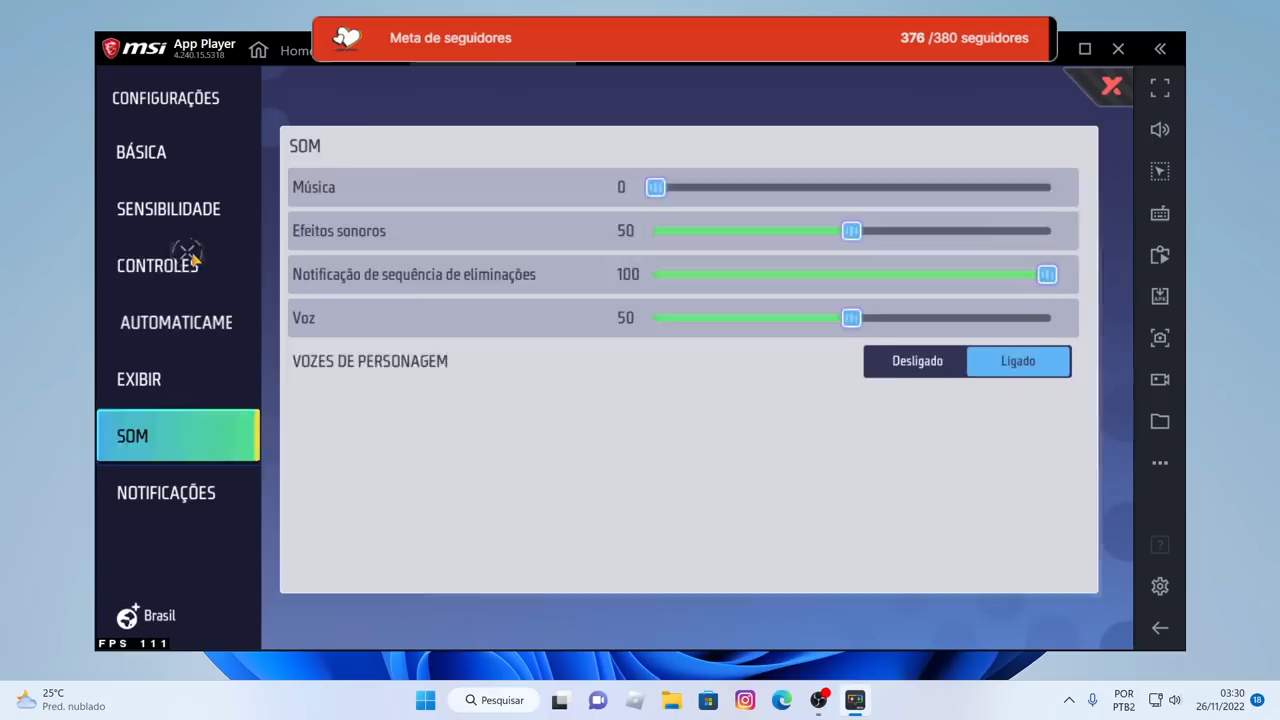 Meta de seguidores 376 /380 seguidores
msi App Player
4.240.15.5318
Home
CONFIGURAÇÕES
BÁSICA
SENSIBILIDADE
CONTROLES
AUTOMATICAME
EXIBIR
SOM
NOTIFICAÇÕES
Brasil
FPS 111
SOM
Música 0
Efeitos sonoros 50
Notificação de sequência de eliminações 100
Voz 50
VOZES DE PERSONAGEM Desligado Ligado
APK
25°C
Pred. nublado
Pesquisar
POR
PTB2
03:30
26/11/2022
18